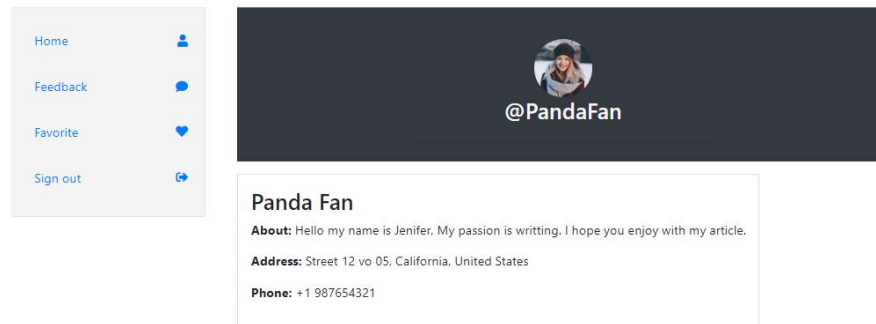 Home
Feedback
Favorite
Sign out
@PandaFan
Panda Fan
About: Hello my name is Jenifer, My passion is writting. I hope you enjoy with my article.
Address: Street 12 vo 05, California, United States
Phone: +1 987654321